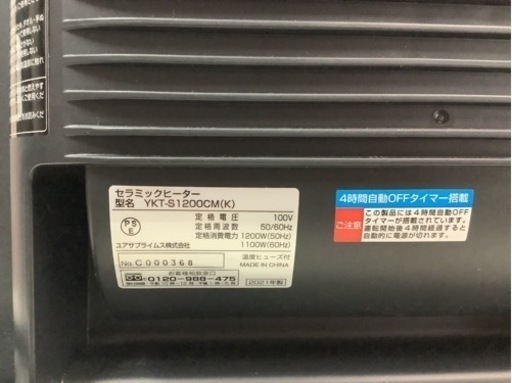 セラミックヒーター
型名 YKT-S1200CM(K)
PS
E
定格電圧 100V
定格周波数 50/60Hz
定格消費電力 1200W(50Hz)
1100W(60Hz)
ユアサプライムス株式会社
温度ヒューズ付
No. C000368
MADE IN CHINA
お客様相談窓口
0120-988-475
2021年製
4時間自動OFFタイマー搭載
ご注意
この製品には4時間自動OFF
タイマーが搭載されています。
運転開始後4時間経過すると
自動的に電源が切れます。